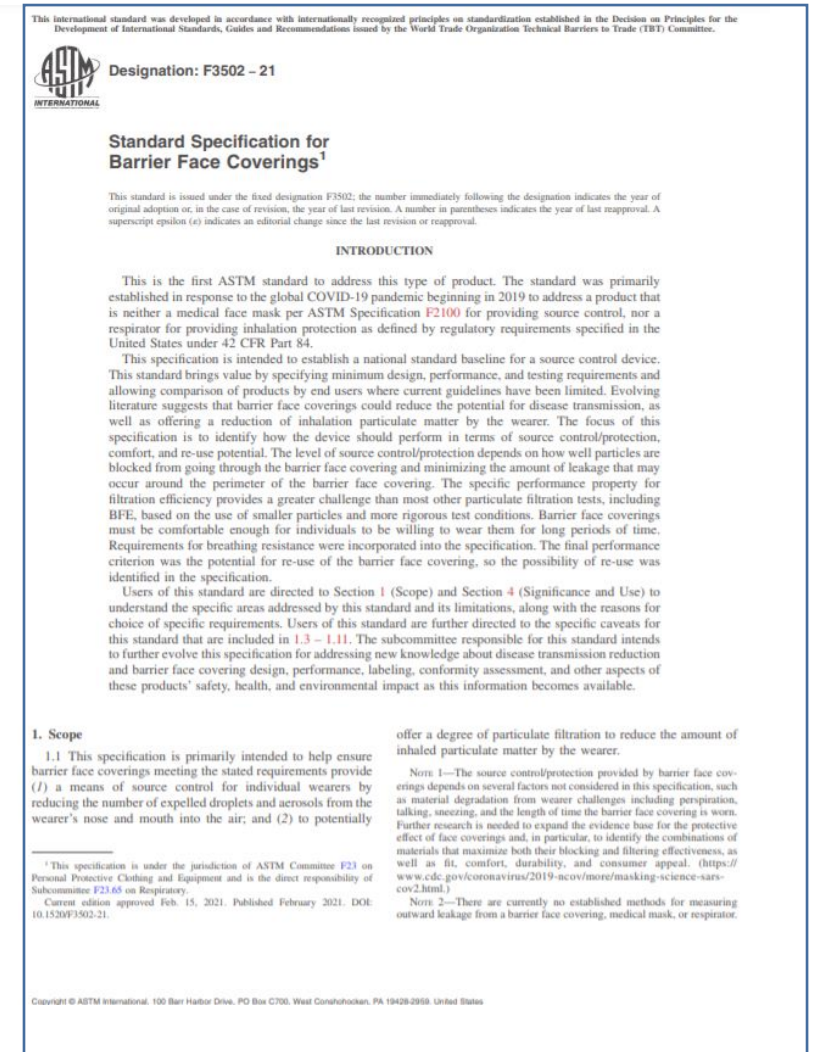 This international standard was developed in accordance with internationally recognized principles on standardization established in the Decision on Principles for the
Development of International Standards, Guides and Recommendations issued by the World Trade Organization Technical Barriers to Trade (TBT) Committee.
ASTM
INTERNATIONAL
Designation: F3502 – 21
Standard Specification for
Barrier Face Coverings¹
This standard is issued under the fixed designation F3502; the number immediately following the designation indicates the year of
original adoption or, in the case of revision, the year of last revision. A number in parentheses indicates the year of last reapproval. A
superscript epsilon (ε) indicates an editorial change since the last revision or reapproval.
INTRODUCTION
This is the first ASTM standard to address this type of product. The standard was primarily
established in response to the global COVID-19 pandemic beginning in 2019 to address a product that
is neither a medical face mask per ASTM Specification F2100 for providing source control, nor a
respirator for providing inhalation protection as defined by regulatory requirements specified in the
United States under 42 CFR Part 84.
This specification is intended to establish a national standard baseline for a source control device.
This standard brings value by specifying minimum design, performance, and testing requirements and
allowing comparison of products by end users where current guidelines have been limited. Evolving
literature suggests that barrier face coverings could reduce the potential for disease transmission, as
well as offering a reduction of inhalation particulate matter by the wearer. The focus of this
specification is to identify how the device should perform in terms of source control/protection,
comfort, and re-use potential. The level of source control/protection depends on how well particles are
blocked from going through the barrier face covering and minimizing the amount of leakage that may
occur around the perimeter of the barrier face covering. The specific performance property for
filtration efficiency provides a greater challenge than most other particulate filtration tests, including
BFE, based on the use of smaller particles and more rigorous test conditions. Barrier face coverings
must be comfortable enough for individuals to be willing to wear them for long periods of time.
Requirements for breathing resistance were incorporated into the specification. The final performance
criterion was the potential for re-use of the barrier face covering, so the possibility of re-use was
identified in the specification.
Users of this standard are directed to Section 1 (Scope) and Section 4 (Significance and Use) to
understand the specific areas addressed by this standard and its limitations, along with the reasons for
choice of specific requirements. Users of this standard are further directed to the specific caveats for
this standard that are included in 1.3 – 1.11. The subcommittee responsible for this standard intends
to further evolve this specification for addressing new knowledge about disease transmission reduction
and barrier face covering design, performance, labeling, conformity assessment, and other aspects of
these products' safety, health, and environmental impact as this information becomes available.
1. Scope
1.1 This specification is primarily intended to help ensure
barrier face coverings meeting the stated requirements provide
(1) a means of source control for individual wearers by
reducing the number of expelled droplets and aerosols from the
wearer's nose and mouth into the air; and (2) to potentially
¹ This specification is under the jurisdiction of ASTM Committee F23 on
Personal Protective Clothing and Equipment and is the direct responsibility of
Subcommittee F23.65 on Respiratory.
Current edition approved Feb. 15, 2021. Published February 2021. DOI:
10.1520/F3502-21.
offer a degree of particulate filtration to reduce the amount of
inhaled particulate matter by the wearer.
NOTE 1—The source control/protection provided by barrier face cov-
erings depends on several factors not considered in this specification, such
as material degradation from wearer challenges including perspiration,
talking, sneezing, and the length of time the barrier face covering is worn.
Further research is needed to expand the evidence base for the protective
effect of face coverings and, in particular, to identify the combinations of
materials that maximize both their blocking and filtering effectiveness, as
well as fit, comfort, durability, and consumer appeal. (https://
www.cdc.gov/coronavirus/2019-ncov/more/masking-science-sars-
cov2.html.)
NOTE 2—There are currently no established methods for measuring
outward leakage from a barrier face covering, medical mask, or respirator.
Copyright © ASTM International, 100 Barr Harbor Drive, PO Box C700, West Conshohocken, PA 19428-2959. United States